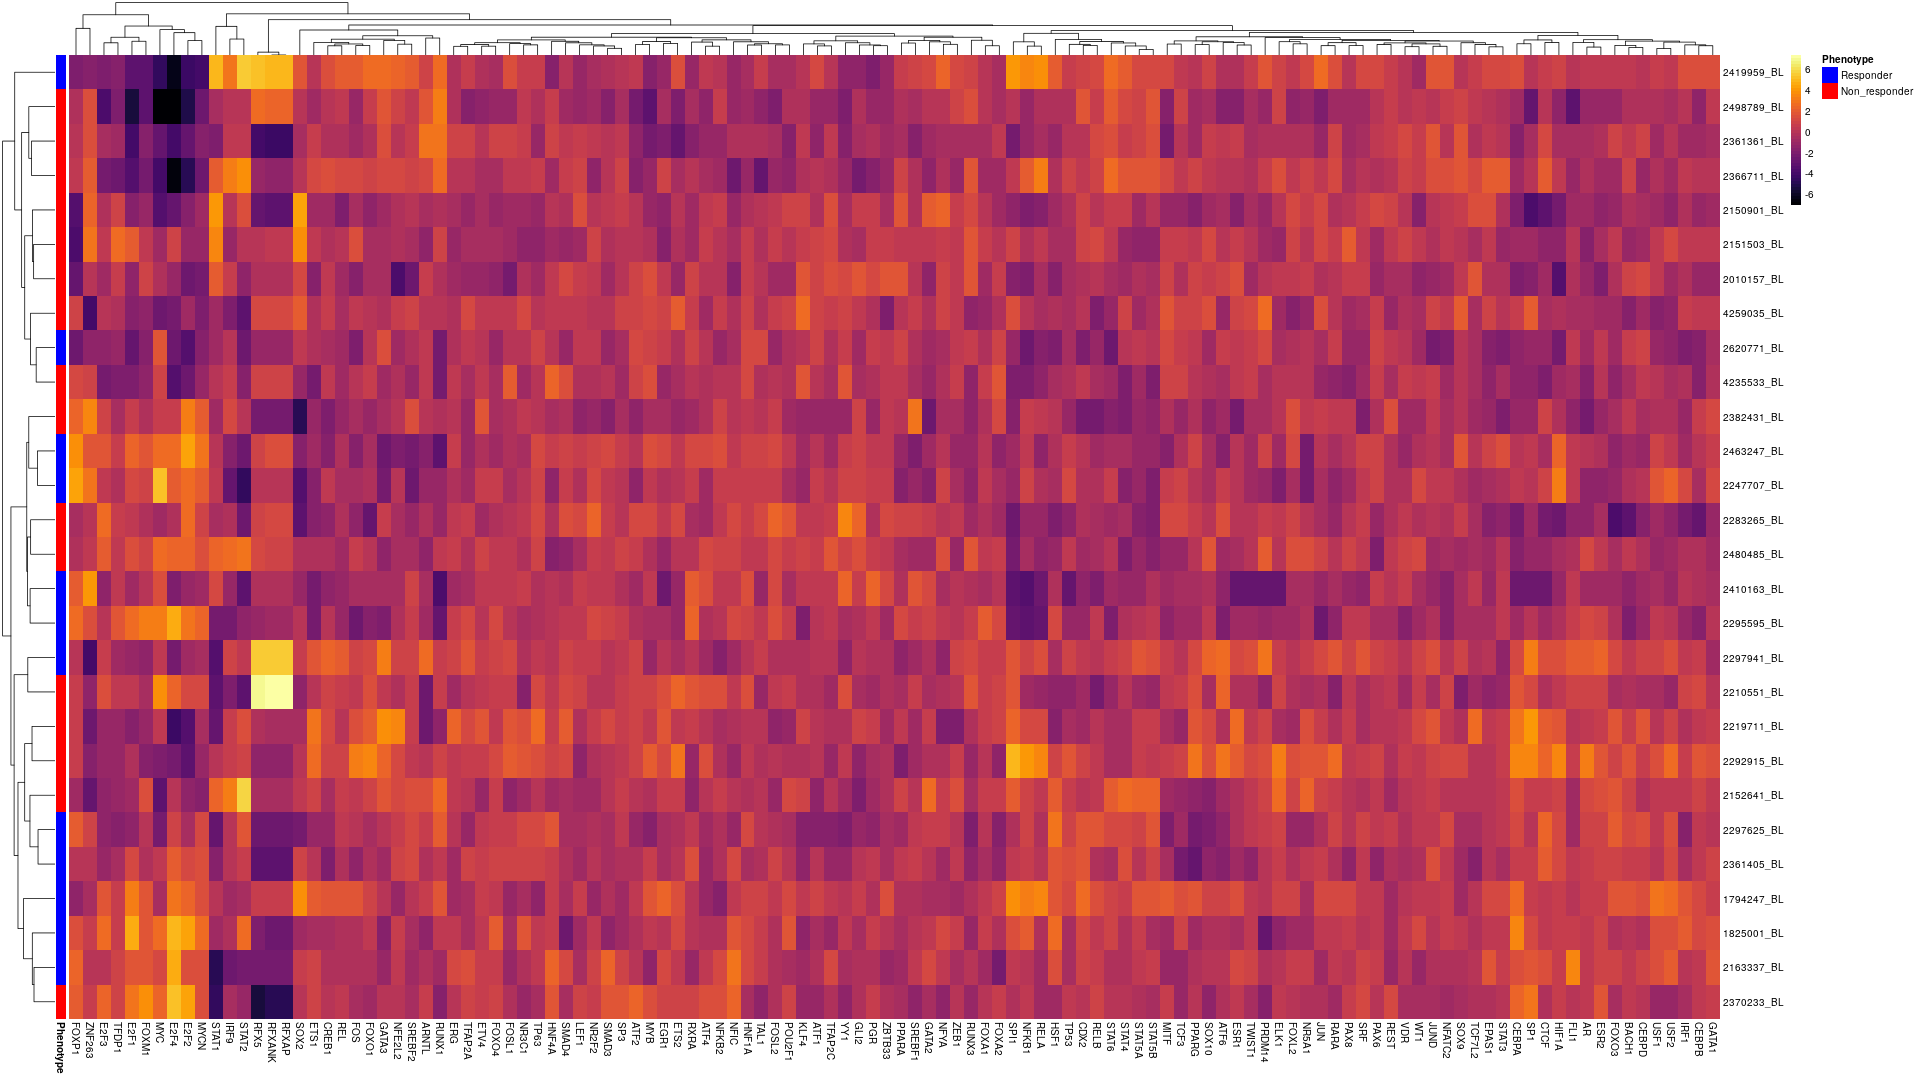 Phenotype
Responder
Non_responder
6
4
2
0
-2
-4
-6
2419959_BL
2498789_BL
2361361_BL
2366711_BL
2150901_BL
2151503_BL
2010157_BL
4259035_BL
2620771_BL
4235533_BL
2382431_BL
2463247_BL
2247707_BL
2283265_BL
2480485_BL
2410163_BL
2295595_BL
2297941_BL
2210551_BL
2219711_BL
2292915_BL
2152641_BL
2297625_BL
2361405_BL
1794247_BL
1825001_BL
2163337_BL
2370233_BL
Phenotype
FOXP1
ZNF263
E2F3
TFDP1
E2F1
FOXM1
MYC
E2F4
E2F2
MYCN
STAT1
IRF9
STAT2
RFX5
RFXANK
RFXAP
SOX2
ETS1
CREB1
REL
FOS
FOXO1
GATA3
NFE2L2
SREBF2
ARNTL
RUNX1
ERG
TFAP2A
ETV4
FOXO4
FOSL1
NR3C1
TP63
HNF4A
SMAD4
LEF1
NR2F2
SMAD3
SP3
ATF2
MYB
EGR1
ETS2
RXRA
ATF4
NFKB2
NFIC
HNF1A
TAL1
FOSL2
POU2F1
KLF4
ATF1
TFAP2C
YY1
GLI2
PGR
ZBTB33
PPARA
SREBF1
GATA2
NFYA
ZEB1
RUNX3
FOXA1
FOXA2
SPI1
NFKB1
RELA
HSF1
TP53
CDX2
RELB
STAT6
STAT4
STAT5A
STAT5B
MITF
TCF3
PPARG
SOX10
ATF6
ESR1
TWIST1
PRDM14
ELK1
FOXL2
NR5A1
JUN
RARA
PAX8
SRF
PAX6
REST
VDR
WT1
JUND
NFATC2
SOX9
TCF7L2
EPAS1
STAT3
CEBPA
SP1
CTCF
HIF1A
FLI1
AR
ESR2
FOXO3
BACH1
CEBPD
USF1
USF2
IRF1
CEBPB
GATA1